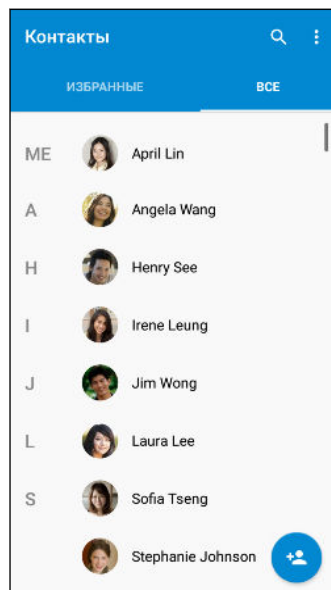 Контакты
ИЗБРАННЫЕ ВСЕ
ME April Lin
A Angela Wang
H Henry See
I Irene Leung
J Jim Wong
L Laura Lee
S Sofia Tseng
Stephanie Johnson